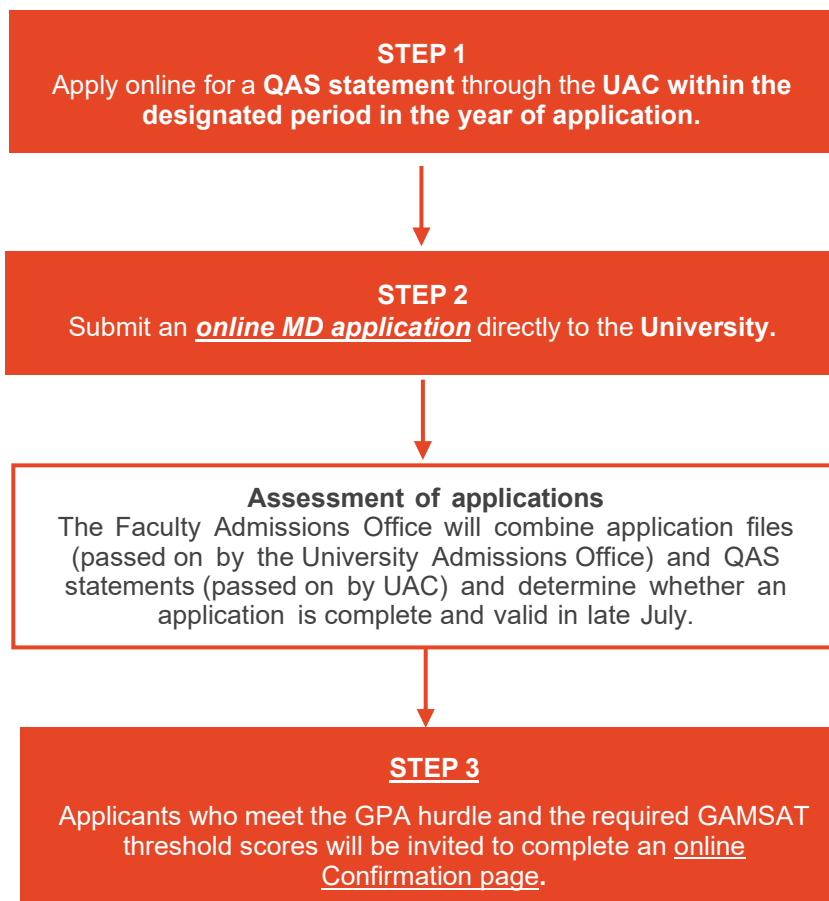 STEP 1
Apply online for a QAS statement through the UAC within the
designated period in the year of application.
STEP 2
Submit an online MD application directly to the University.
Assessment of applications
The Faculty Admissions Office will combine application files
(passed on by the University Admissions Office) and QAS
statements (passed on by UAC) and determine whether an
application is complete and valid in late July.
STEP 3
Applicants who meet the GPA hurdle and the required GAMSAT
threshold scores will be invited to complete an online
Confirmation page.